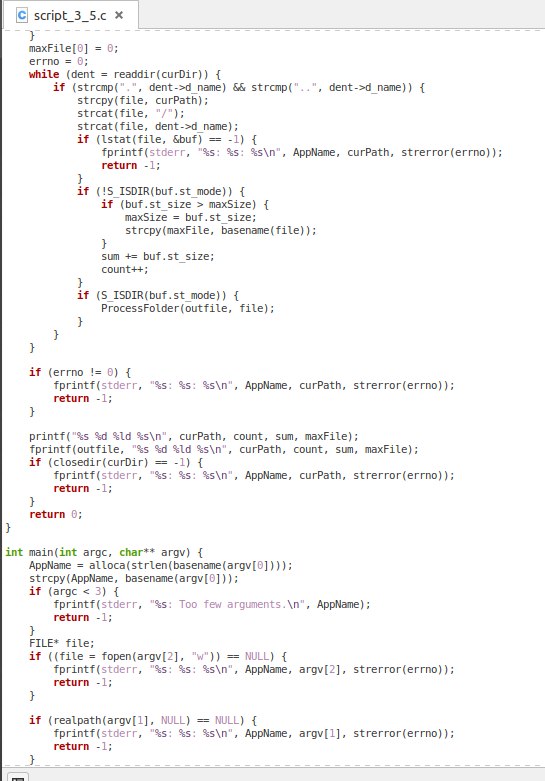 script_3_5.c
    }
    maxFile[0] = 0;
    errno = 0;
    while (dent = readdir(curDir)) {
        if (strcmp(".", dent->d_name) && strcmp("..", dent->d_name)) {
            strcpy(file, curPath);
            strcat(file, "/");
            strcat(file, dent->d_name);
            if (lstat(file, &buf) == -1) {
                fprintf(stderr, "%s: %s: %s\n", AppName, curPath, strerror(errno));
                return -1;
            }
            if (!S_ISDIR(buf.st_mode)) {
                if (buf.st_size > maxSize) {
                    maxSize = buf.st_size;
                    strcpy(maxFile, basename(file));
                }
                sum += buf.st_size;
                count++;
            }
            if (S_ISDIR(buf.st_mode)) {
                ProcessFolder(outfile, file);
            }
        }
    }

    if (errno != 0) {
        fprintf(stderr, "%s: %s: %s\n", AppName, curPath, strerror(errno));
        return -1;
    }

    printf("%s %d %ld %s\n", curPath, count, sum, maxFile);
    fprintf(outfile, "%s %d %ld %s\n", curPath, count, sum, maxFile);
    if (closedir(curDir) == -1) {
        fprintf(stderr, "%s: %s: %s\n", AppName, curPath, strerror(errno));
        return -1;
    }
    return 0;
}

int main(int argc, char** argv) {
    AppName = alloca(strlen(basename(argv[0])));
    strcpy(AppName, basename(argv[0]));
    if (argc < 3) {
        fprintf(stderr, "%s: Too few arguments.\n", AppName);
        return -1;
    }
    FILE* file;
    if ((file = fopen(argv[2], "w")) == NULL) {
        fprintf(stderr, "%s: %s: %s\n", AppName, argv[2], strerror(errno));
        return -1;
    }

    if (realpath(argv[1], NULL) == NULL) {
        fprintf(stderr, "%s: %s: %s\n", AppName, argv[1], strerror(errno));
        return -1;
    }